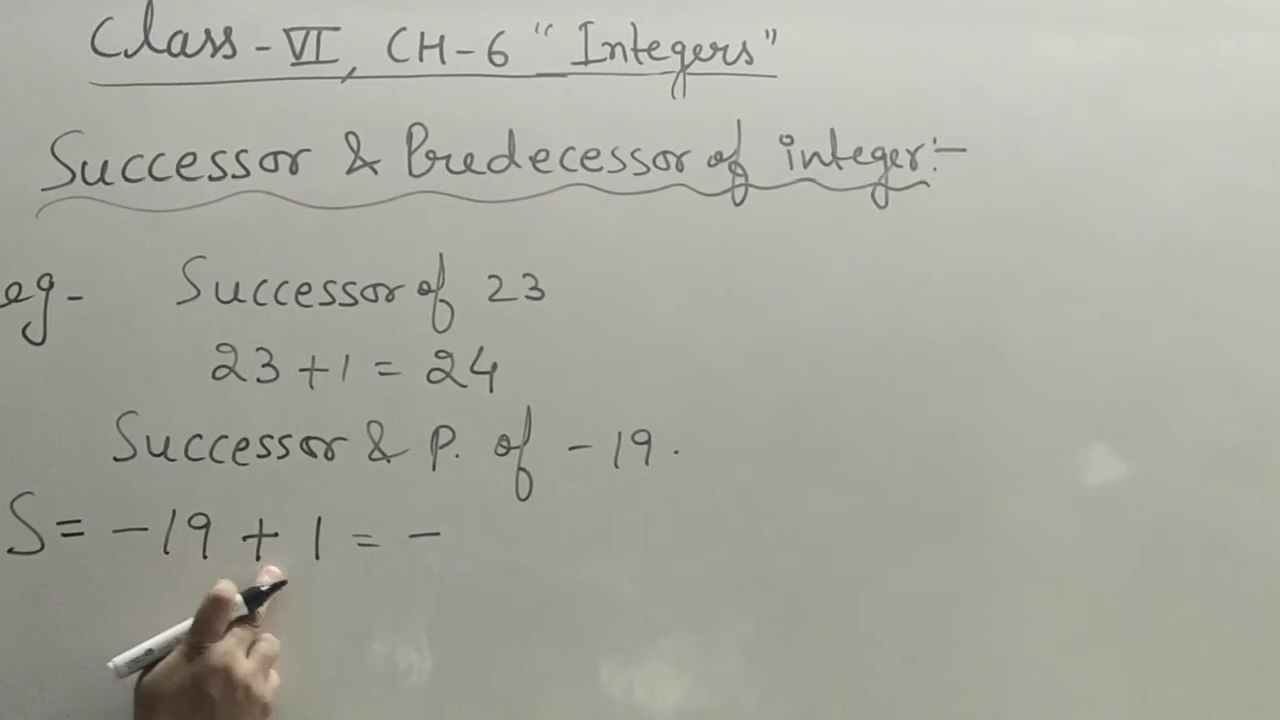 Class-VI, CH-6 "Integers"
Successor & Predecessor of integer:-
eg- Successor of 23
23+1 = 24
Successor & P. of -19.
S = -19 + 1 = -